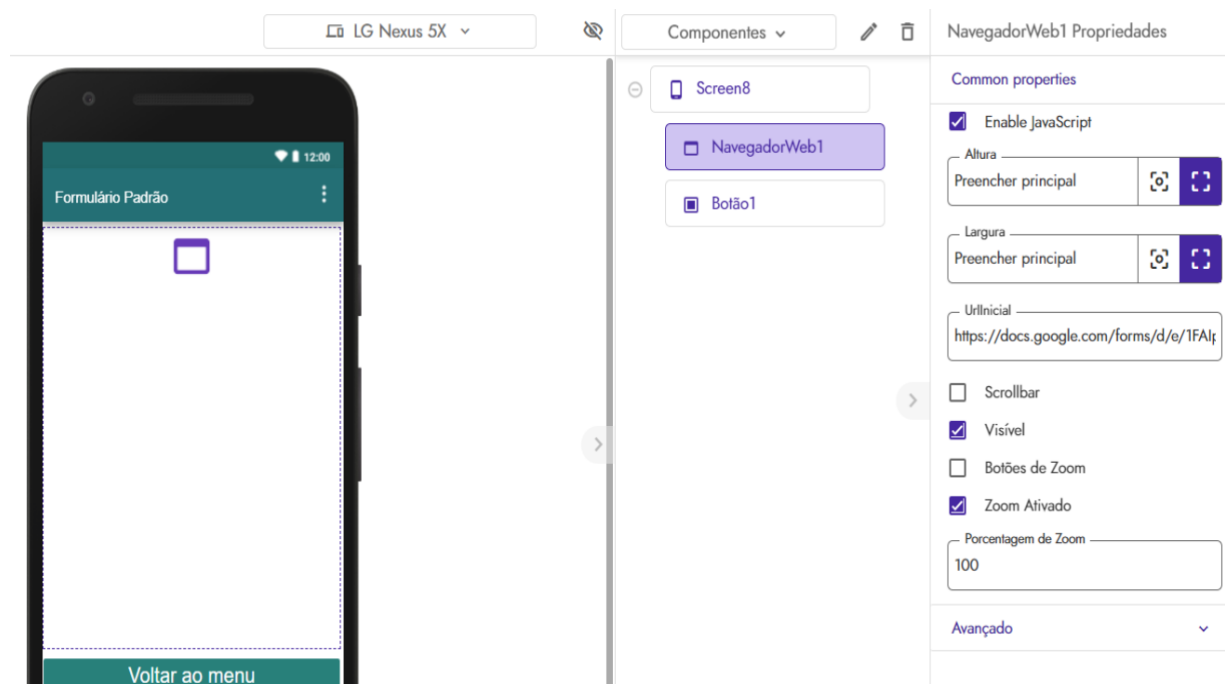 LG Nexus 5X
12:00
Formulário Padrão
Voltar ao menu
Componentes
Screen8
NavegadorWeb1
Botão1
NavegadorWeb1 Propriedades
Common properties
Enable JavaScript
Altura
Preencher principal
Largura
Preencher principal
UrlInicial
https://docs.google.com/forms/d/e/1FAIp
Scrollbar
Visível
Botões de Zoom
Zoom Ativado
Porcentagem de Zoom
100
Avançado